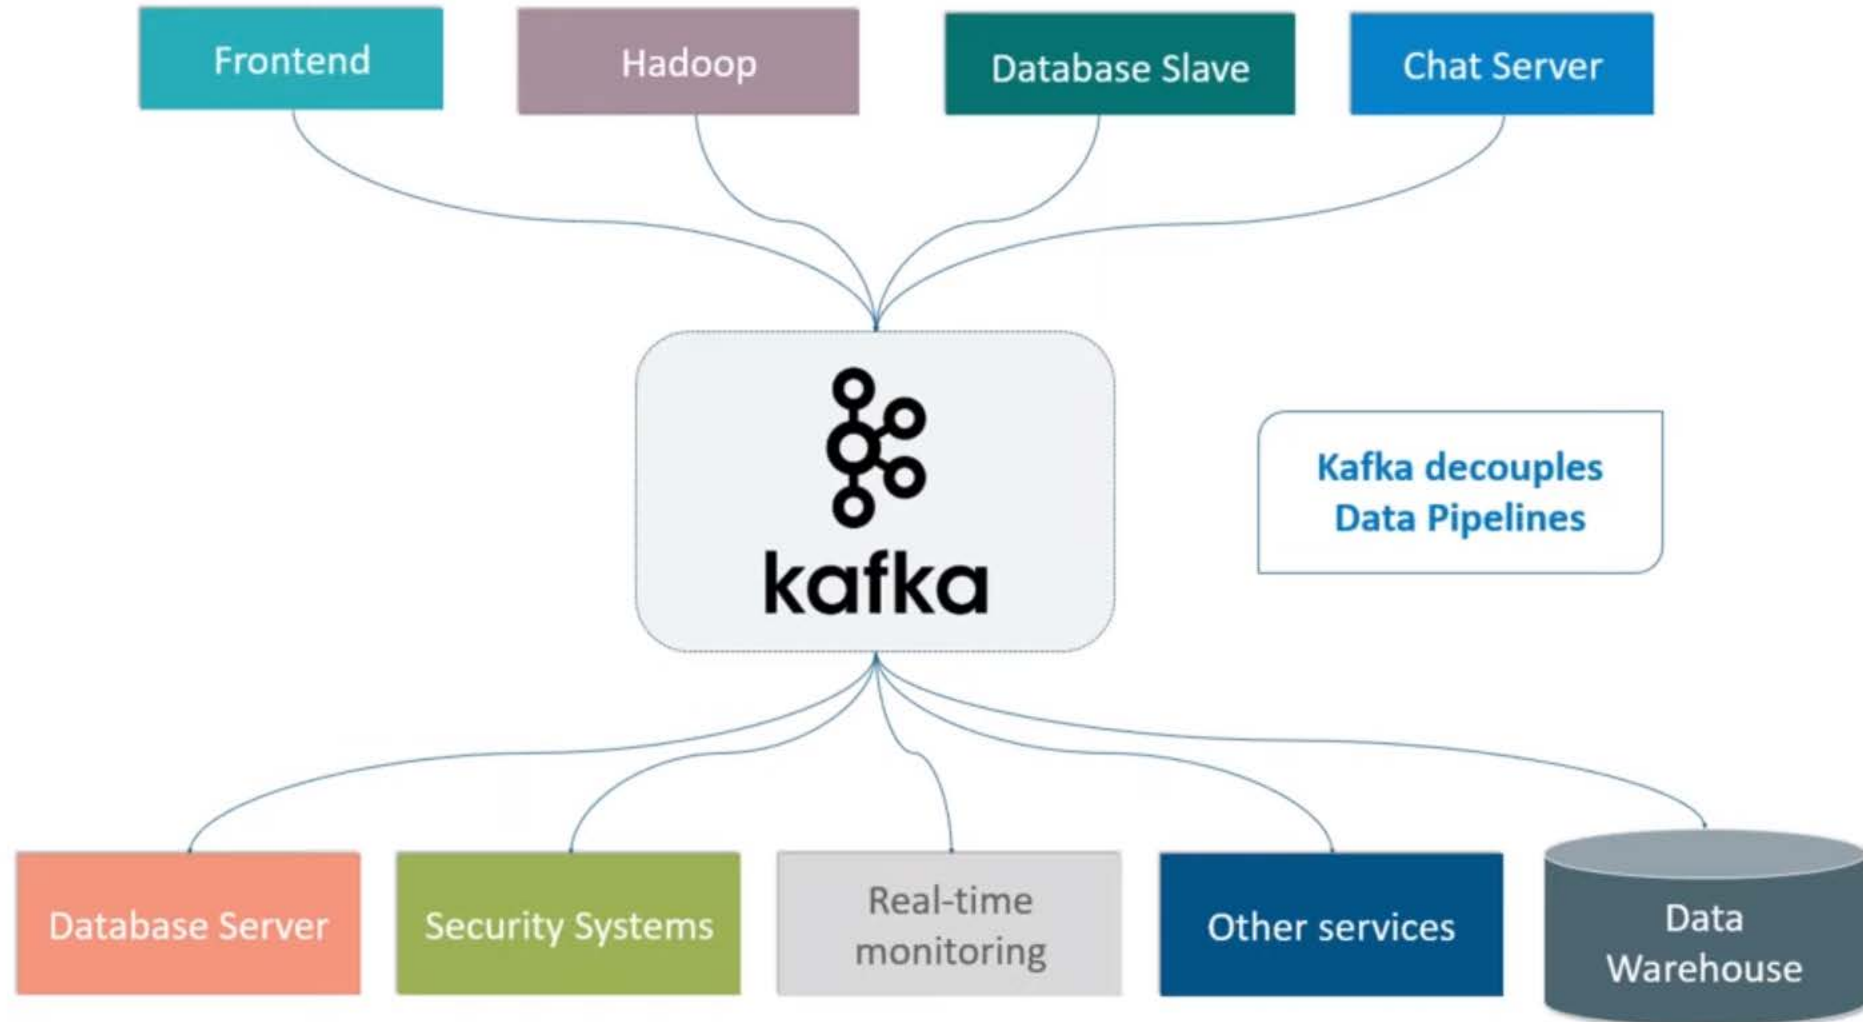 Frontend
Hadoop
Database Slave
Chat Server
kafka
Kafka decouples
Data Pipelines
Database Server
Security Systems
Real-time
monitoring
Other services
Data
Warehouse